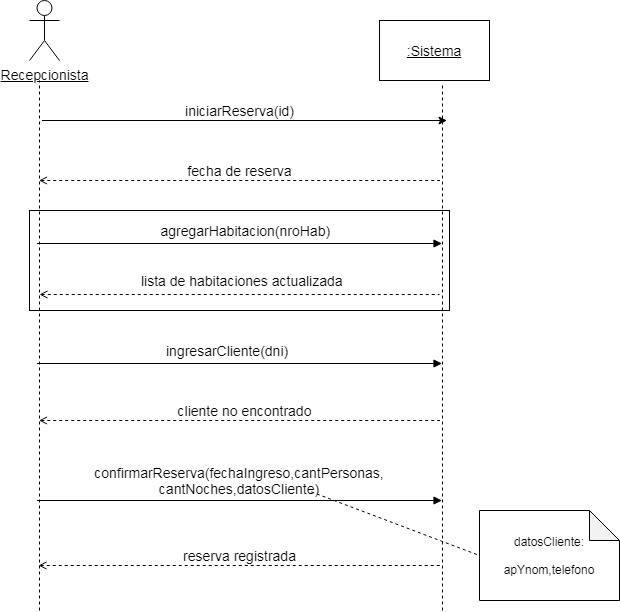 Recepcionista
:Sistema
iniciarReserva(id)
fecha de reserva
agregarHabitacion(nroHab)
lista de habitaciones actualizada
ingresarCliente(dni)
cliente no encontrado
confirmarReserva(fechaIngreso,cantPersonas,
cantNoches,datosCliente)
datosCliente:
apYnom,telefono
reserva registrada